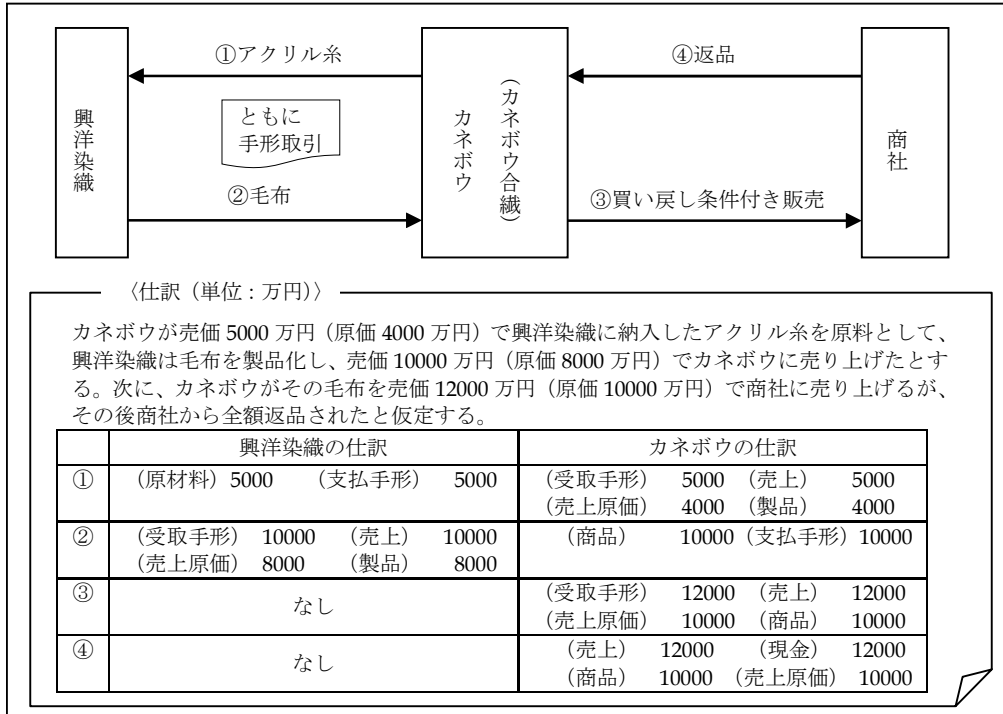 ①アクリル糸
④返品
興洋染織
ともに
手形取引
カネボウ
（カネボウ合繊）
商社
②毛布
③買い戻し条件付き販売
〈仕訳（単位：万円）〉
カネボウが売価 5000 万円（原価 4000 万円）で興洋染織に納入したアクリル糸を原料として、
興洋染織は毛布を製品化し、売価 10000 万円（原価 8000 万円）でカネボウに売り上げたとす
る。次に、カネボウがその毛布を売価 12000 万円（原価 10000 万円）で商社に売り上げるが、
その後商社から全額返品されたと仮定する。
興洋染織の仕訳 カネボウの仕訳
① （原材料）5000 （支払手形） 5000 （受取手形） 5000 （売上） 5000
（売上原価） 4000 （製品） 4000
② （受取手形） 10000 （売上） 10000 （商品） 10000（支払手形）10000
（売上原価） 8000 （製品） 8000
③ なし （受取手形） 12000 （売上） 12000
（売上原価） 10000 （商品） 10000
④ なし （売上） 12000 （現金） 12000
（商品） 10000 （売上原価） 10000